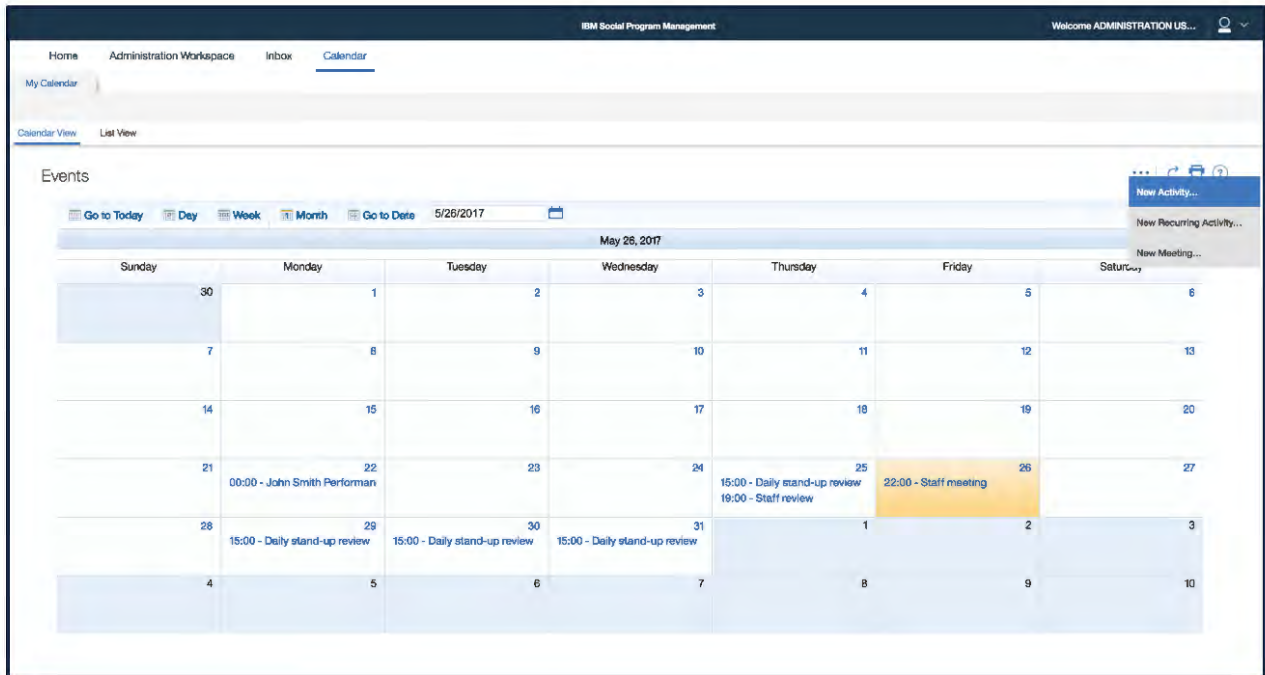 IBM Social Program Management Welcome ADMINISTRATION US...
Home Administration Workspace Inbox Calendar
My Calendar
Calendar View List View
Events
New Activity...
New Recurring Activity...
New Meeting...
Go to Today Day Week Month Go to Date 5/26/2017
May 26, 2017
Sunday Monday Tuesday Wednesday Thursday Friday
30 1 2 3 4 5 6
7 8 9 10 11 12 13
14 15 16 17 18 19 20
21 22 23 24 25 26 27
00:00 - John Smith Performan 15:00 - Daily stand-up review 22:00 - Staff meeting
19:00 - Staff review
28 29 30 31 1 2 3
15:00 - Daily stand-up review 15:00 - Daily stand-up review 15:00 - Daily stand-up review
4 5 6 7 8 9 10